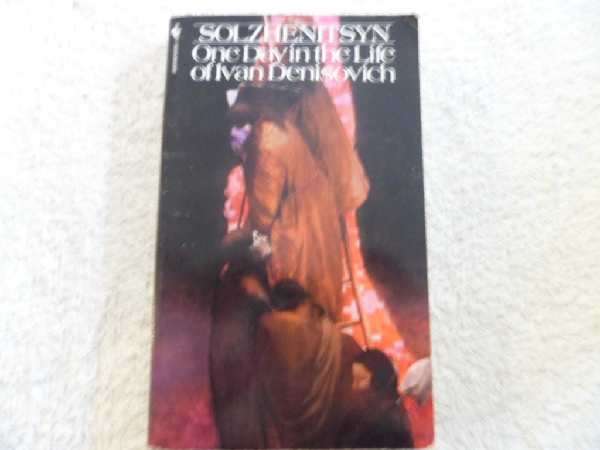 SOLZHENITSYN
One Day in the Life
of Ivan Denisovich